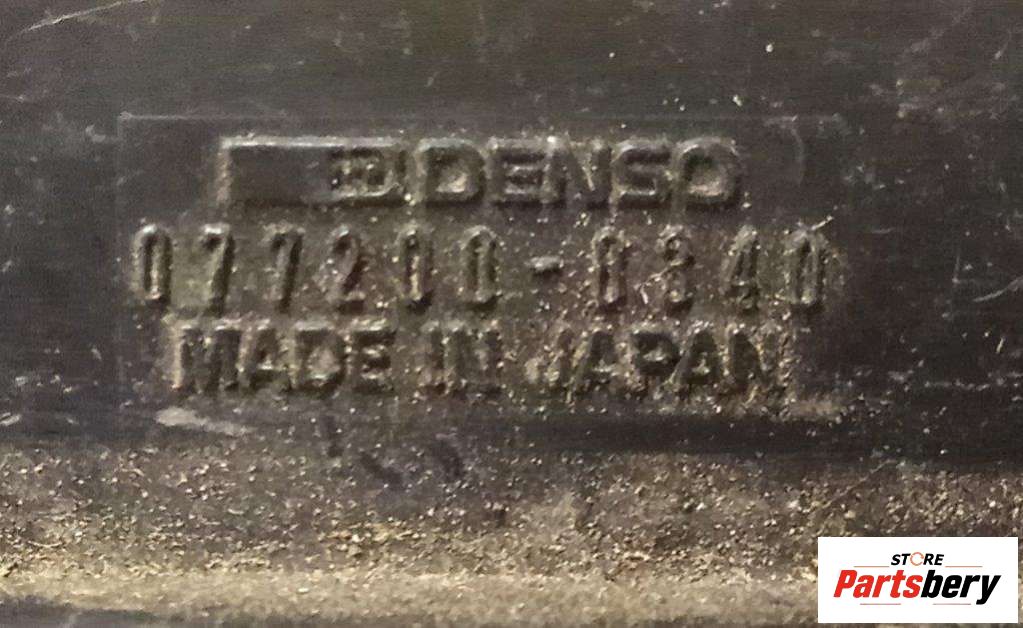 DENSO
077200-0340
MADE IN JAPAN
STORE
Partsbery